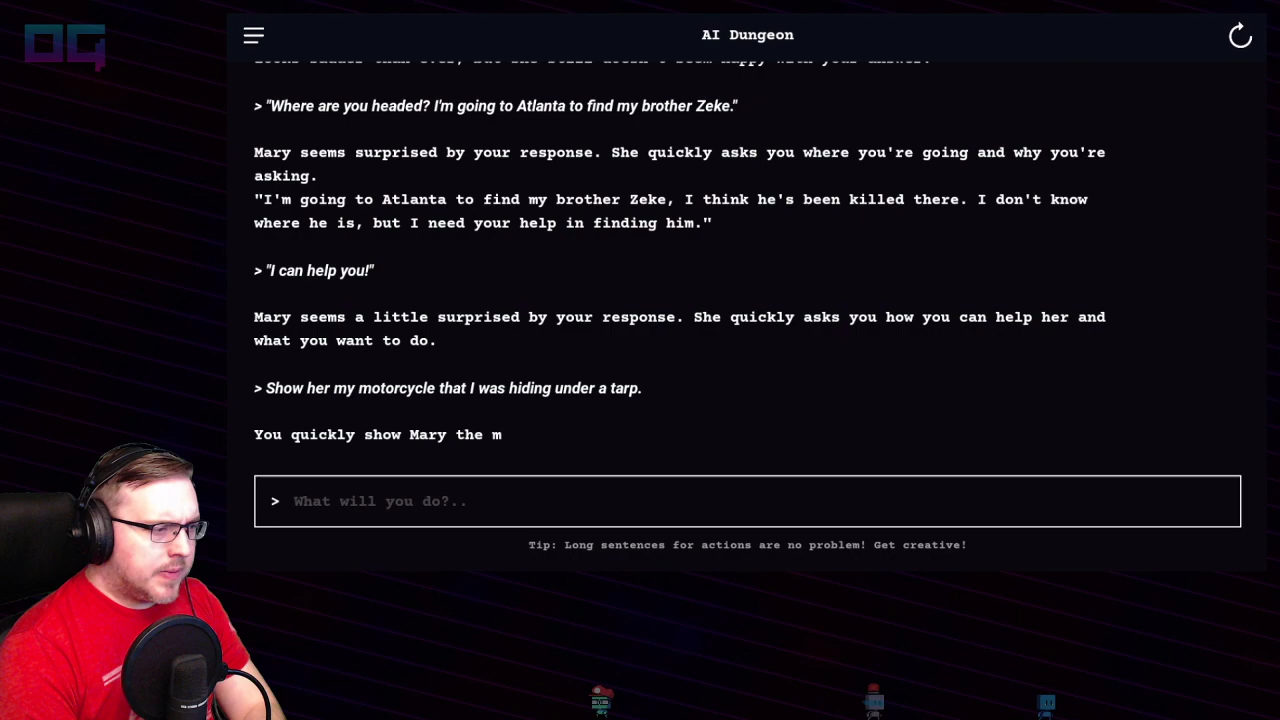 OG
AI Dungeon
> "Where are you headed? I'm going to Atlanta to find my brother Zeke."
Mary seems surprised by your response. She quickly asks you where you're going and why you're
asking.
"I'm going to Atlanta to find my brother Zeke, I think he's been killed there. I don't know
where he is, but I need your help in finding him."
> "I can help you!"
Mary seems a little surprised by your response. She quickly asks you how you can help her and
what you want to do.
> Show her my motorcycle that I was hiding under a tarp.
You quickly show Mary the m
> What will you do?..
Tip: Long sentences for actions are no problem! Get creative!